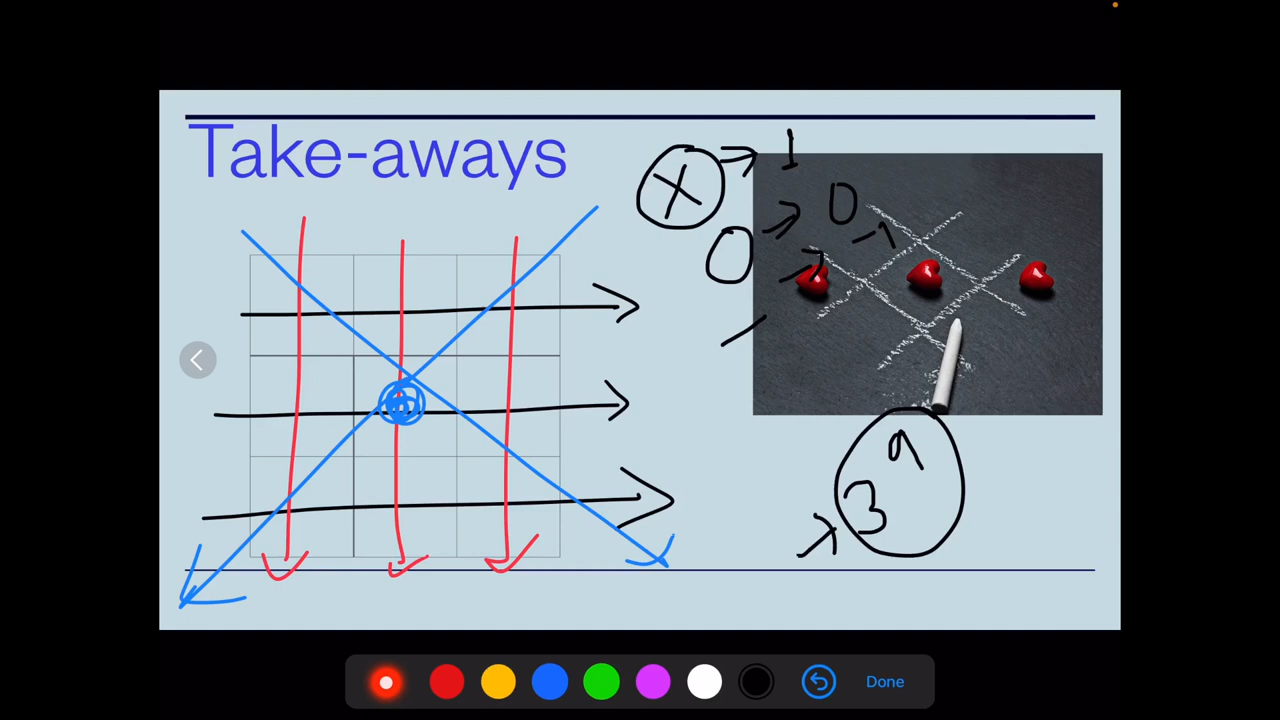 Take-aways
X → 1
0 → 0
9
3
Done